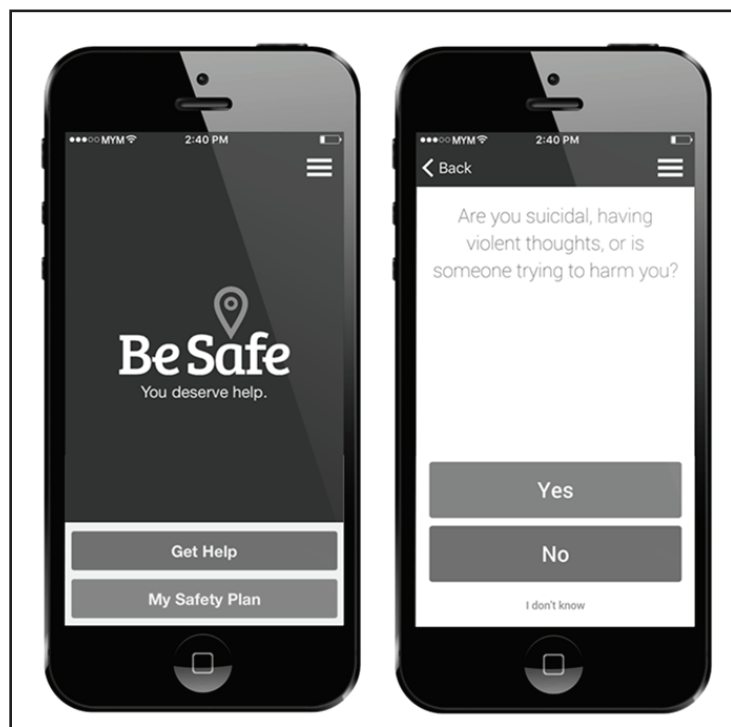 MYM 2:40 PM
Be Safe
You deserve help.
Get Help
My Safety Plan
MYM 2:40 PM
Back
Are you suicidal, having
violent thoughts, or is
someone trying to harm you?
Yes
No
I don't know